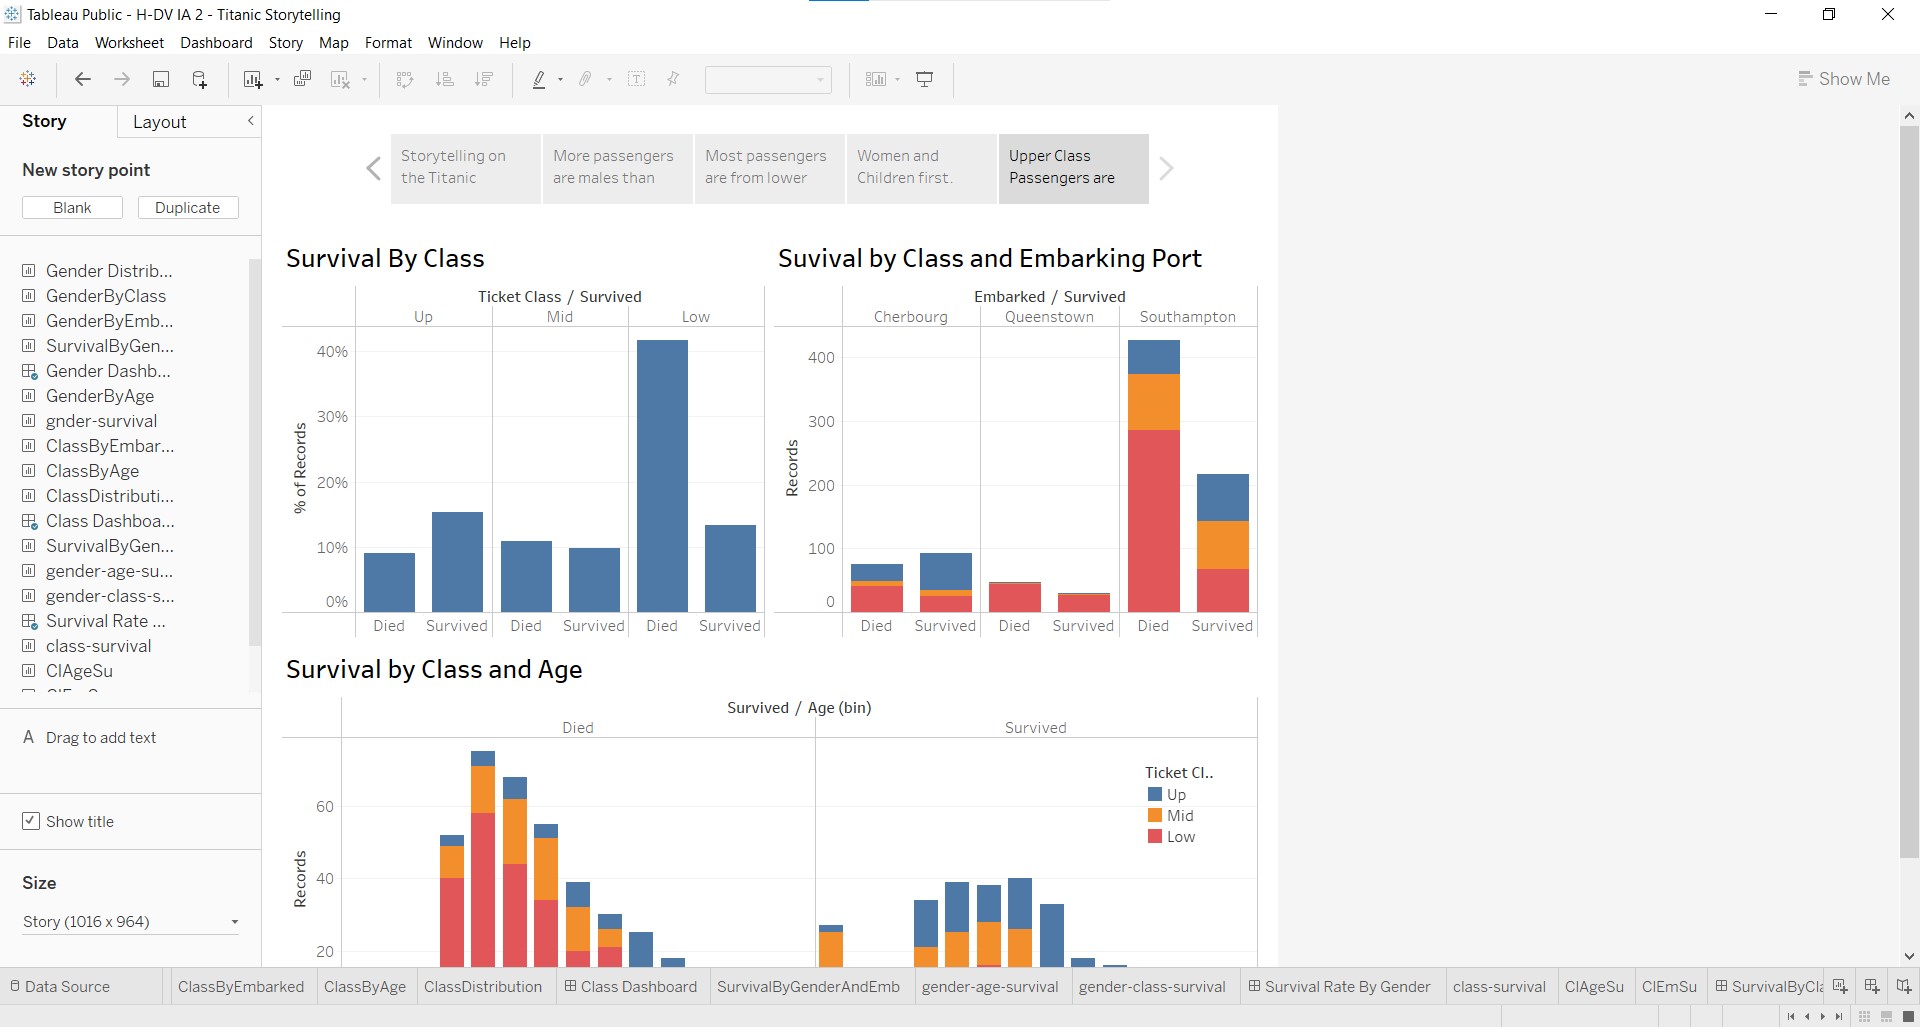 Tableau Public - H-DV IA 2 - Titanic Storytelling
File Data Worksheet Dashboard Story Map Format Window Help
Show Me
Story Layout
New story point
Blank Duplicate
Gender Distrib...
GenderByClass
GenderByEmb...
SurvivalByGen...
Gender Dashb...
GenderByAge
gnder-survival
ClassByEmbar...
ClassByAge
ClassDistributi...
Class Dashboa...
SurvivalByGen...
gender-age-su...
gender-class-s...
Survival Rate ...
class-survival
ClAgeSu
A Drag to add text
Show title
Size
Story (1016 x 964)
Storytelling on
the Titanic
More passengers
are males than
Most passengers
are from lower
Women and
Children first.
Upper Class
Passengers are
Survival By Class
Ticket Class / Survived
Up Mid Low
% of Records
40%
30%
20%
10%
0%
Died Survived Died Survived Died Survived
Suvival by Class and Embarking Port
Embarked / Survived
Cherbourg Queenstown Southampton
Records
400
300
200
100
0
Died Survived Died Survived Died Survived
Survival by Class and Age
Survived / Age (bin)
Died Survived
Records
60
40
20
Ticket Cl..
Up
Mid
Low
Data Source ClassByEmbarked ClassByAge ClassDistribution Class Dashboard SurvivalByGenderAndEmb gender-age-survival gender-class-survival Survival Rate By Gender class-survival ClAgeSu ClEmSu SurvivalByCla